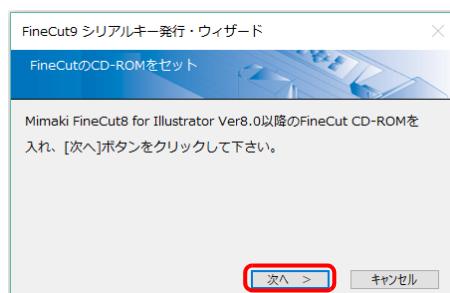 FineCut9 シリアルキー発行・ウィザード
FineCutのCD-ROMをセット
Mimaki FineCut8 for Illustrator Ver8.0以降のFineCut CD-ROMを
入れ、[次へ]ボタンをクリックして下さい。
次へ >
キャンセル